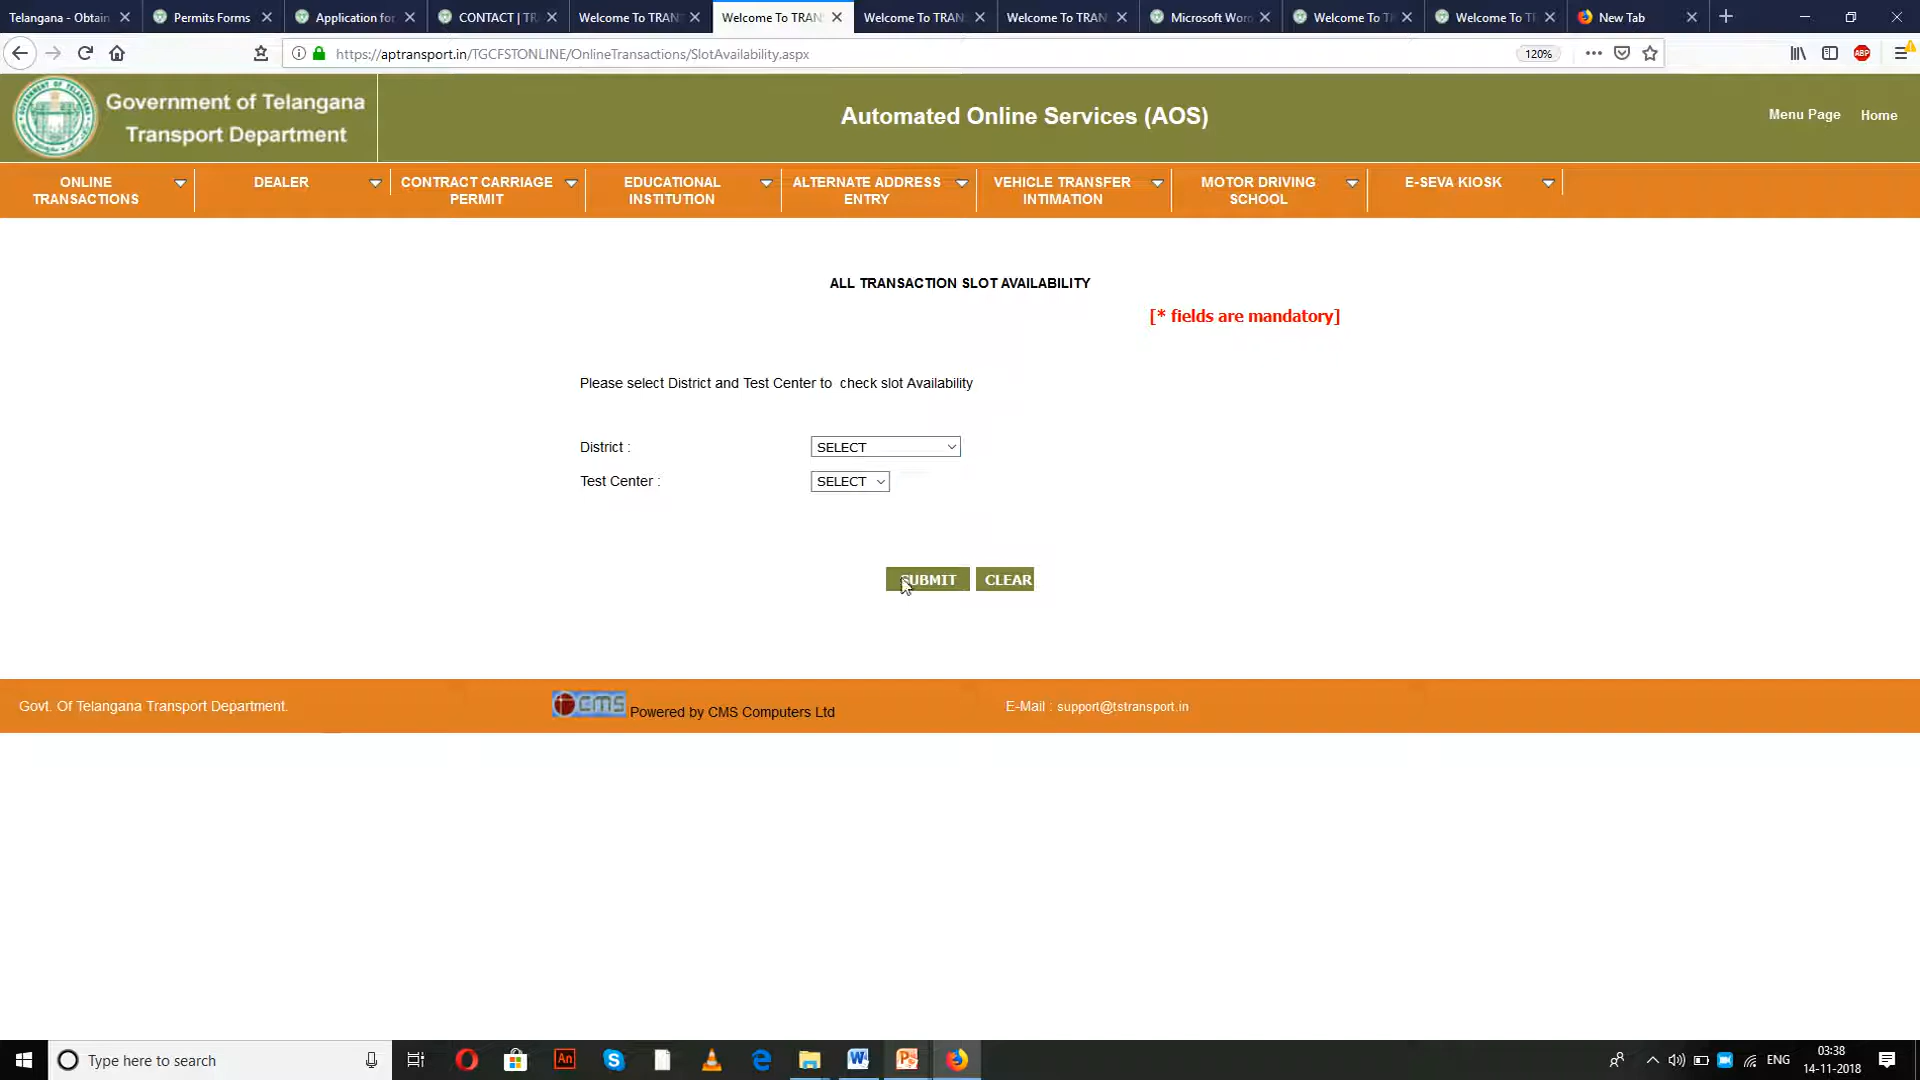 Telangana - Obtain
Permits Forms
Application for
CONTACT | TR
Welcome To TRAN
Welcome To TRAN
Welcome To TRAN
Welcome To TRAN
Microsoft Wor
Welcome To T
Welcome To T
New Tab
https://aptransport.in/TGCFSTONLINE/OnlineTransactions/SlotAvailability.aspx
120%
ABP
Government of Telangana
Transport Department
Automated Online Services (AOS)
Menu Page
Home
ONLINE
TRANSACTIONS
DEALER
CONTRACT CARRIAGE
PERMIT
EDUCATIONAL
INSTITUTION
ALTERNATE ADDRESS
ENTRY
VEHICLE TRANSFER
INTIMATION
MOTOR DRIVING
SCHOOL
E-SEVA KIOSK
ALL TRANSACTION SLOT AVAILABILITY
[* fields are mandatory]
Please select District and Test Center to check slot Availability
District : SELECT
Test Center : SELECT
SUBMIT CLEAR
Govt. Of Telangana Transport Department.
CMS Powered by CMS Computers Ltd
E-Mail : support@tstransport.in
Type here to search
An
ENG
03:38
14-11-2018